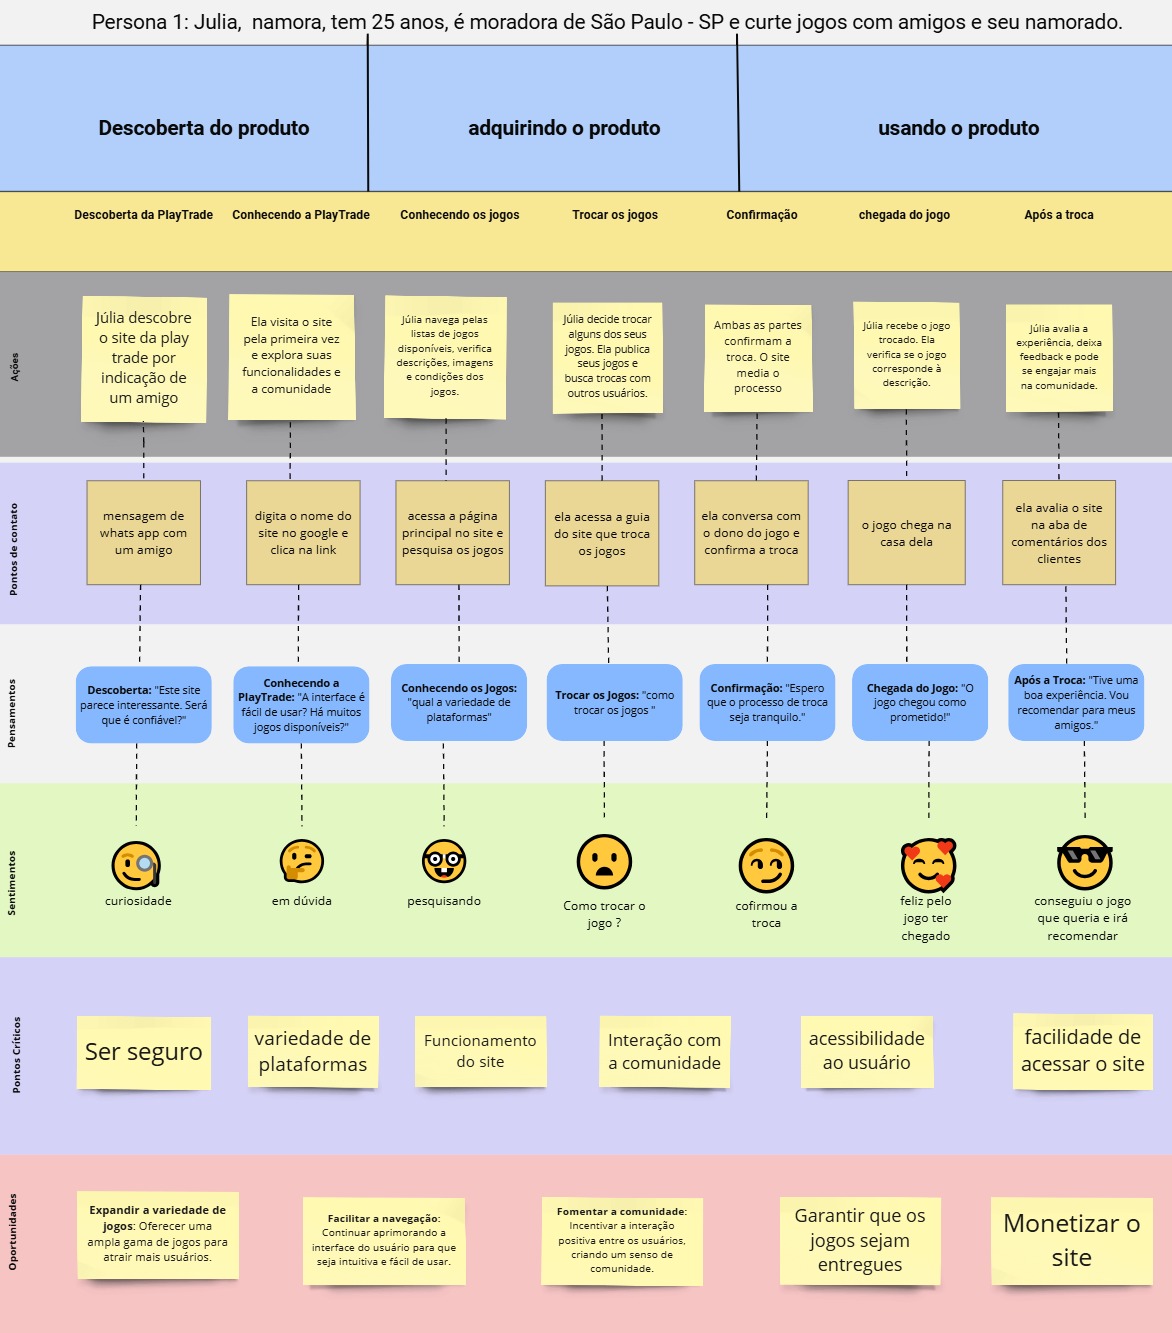 Persona 1: Julia,  namora, tem 25 anos, é moradora de São Paulo - SP e curte jogos com amigos e seu namorado.
Descoberta do produto
adquirindo o produto
usando o produto
Descoberta da PlayTrade
Conhecendo a PlayTrade
Conhecendo os jogos
Trocar os jogos
Confirmação
chegada do jogo
Após a troca
Ações
Júlia descobre
o site da play
trade por
indicação de
um amigo
Ela visita o site
pela primeira vez
e explora suas
funcionalidades e
a comunidade
Júlia navega pelas
listas de jogos
disponíveis, verifica
descrições, imagens
e condições dos
jogos.
Júlia decide trocar
alguns dos seus
jogos. Ela publica
seus jogos e
busca trocas com
outros usuários.
Ambas as partes
confirmam a
troca. O site
media o
processo
Júlia recebe o jogo
trocado. Ela
verifica se o jogo
corresponde à
descrição.
Júlia avalia a
experiência, deixa
feedback e pode
se engajar mais
na comunidade.
Pontos de contato
mensagem de
whats app com
um amigo
digita o nome do
site no google e
clica na link
acessa a página
principal no site e
pesquisa os jogos
ela acessa a guia
do site que troca
os jogos
ela conversa com
o dono do jogo e
confirma a troca
o jogo chega na
casa dela
ela avalia o site
na aba de
comentários dos
clientes
Pensamentos
Descoberta: "Este site
parece interessante. Será
que é confiável?"
Conhecendo a
PlayTrade: "A interface é
fácil de usar? Há muitos
jogos disponíveis?"
Conhecendo os Jogos:
"qual a variedade de
plataformas"
Trocar os Jogos: "como
trocar os jogos "
Confirmação: "Espero
que o processo de troca
seja tranquilo."
Chegada do Jogo: "O
jogo chegou como
prometido!"
Após a Troca: "Tive uma
boa experiência. Vou
recomendar para meus
amigos."
Sentimentos
curiosidade
em dúvida
pesquisando
Como trocar o
jogo ?
cofirmou a
troca
feliz pelo
jogo ter
chegado
conseguiu o jogo
que queria e irá
recomendar
Pontos Críticos
Ser seguro
variedade de
plataformas
Funcionamento
do site
Interação com
a comunidade
acessibilidade
ao usuário
facilidade de
acessar o site
Oportunidades
Expandir a variedade de
jogos: Oferecer uma
ampla gama de jogos para
atrair mais usuários.
Facilitar a navegação:
Continuar aprimorando a
interface do usuário para que
seja intuitiva e fácil de usar.
Fomentar a comunidade:
Incentivar a interação
positiva entre os usuários,
criando um senso de
comunidade.
Garantir que os
jogos sejam
entregues
Monetizar o
site